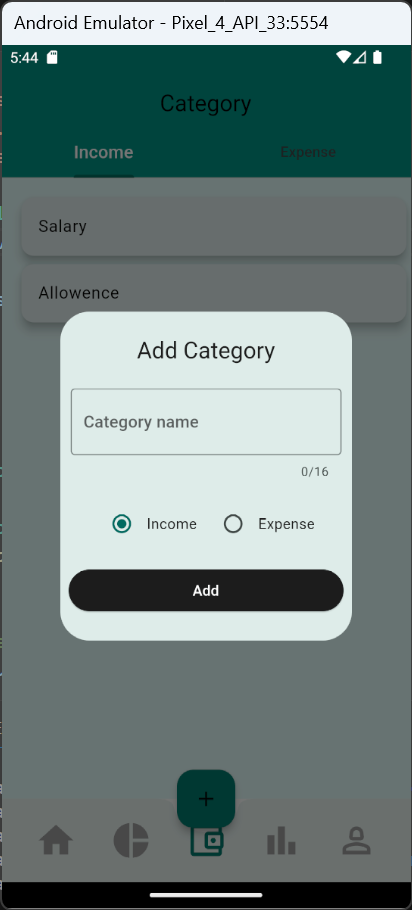 Android Emulator - Pixel_4_API_33:5554
5:44
Category
Income Expense
Salary
Allowence
Add Category
Category name
0/16
Income Expense
Add
+